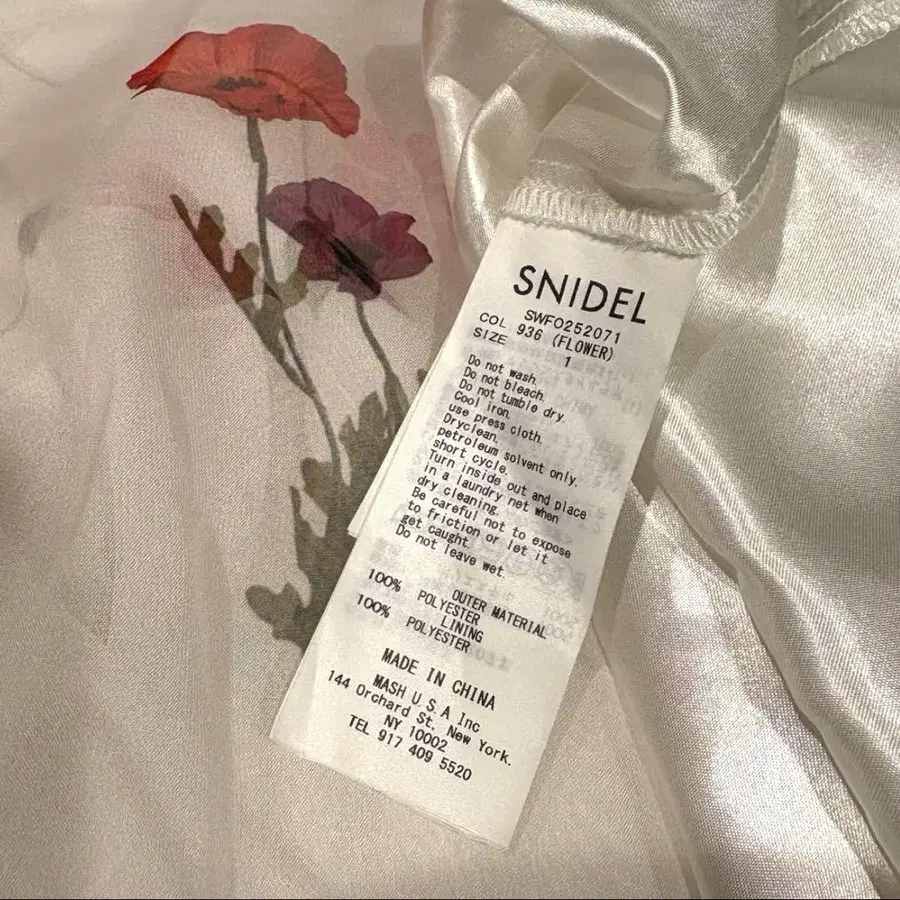 SNIDEL
SWFO252071
COL 936 (FLOWER)
SIZE 1
Do not wash.
Do not bleach.
Do not tumble dry.
Cool iron.
use press cloth.
Dryclean.
petroleum solvent only.
short cycle.
Turn inside out and place
in a laundry net when
dry cleaning.
Be careful not to expose
to friction or let it
get caught.
Do not leave wet.
OUTER MATERIAL
100% POLYESTER
LINING
100% POLYESTER
MADE IN CHINA
MASH U.S.A Inc
144 Orchard St. New York.
NY 10002
TEL 917 409 5520